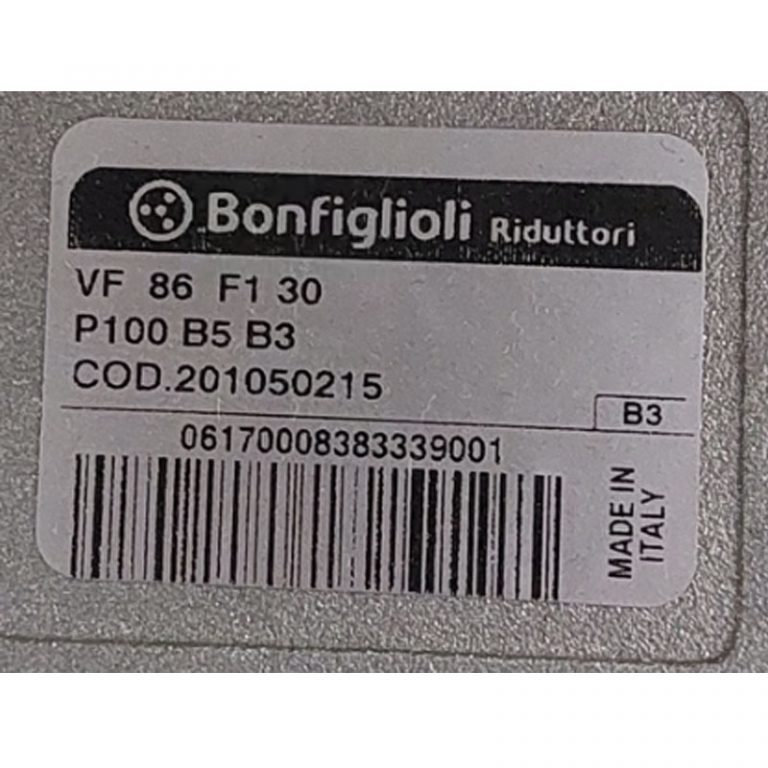 Bonfiglioli Riduttori
VF 86 F1 30
P100 B5 B3
COD.201050215
B3
06170008383339001
MADE IN
ITALY